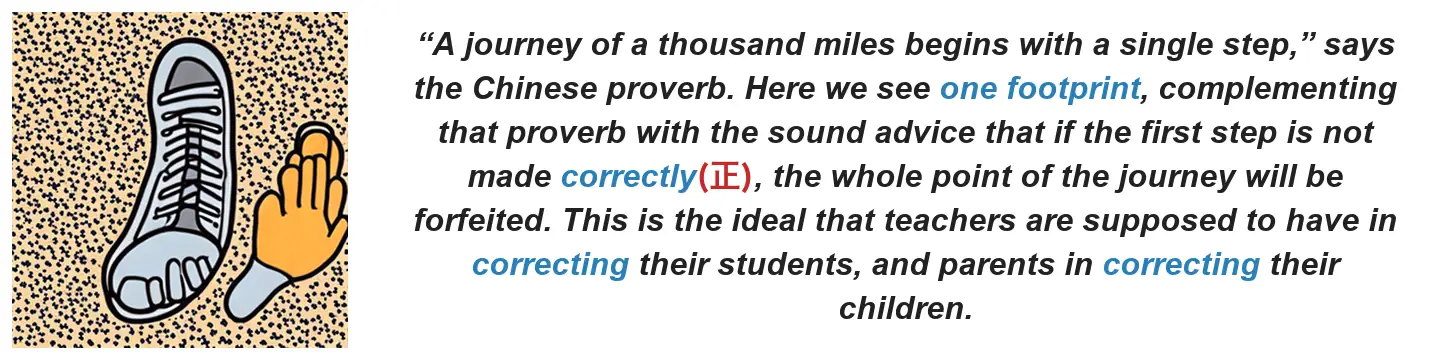 “A journey of a thousand miles begins with a single step,” says
the Chinese proverb. Here we see one footprint, complementing
that proverb with the sound advice that if the first step is not
made correctly(正), the whole point of the journey will be
forfeited. This is the ideal that teachers are supposed to have in
correcting their students, and parents in correcting their
children.